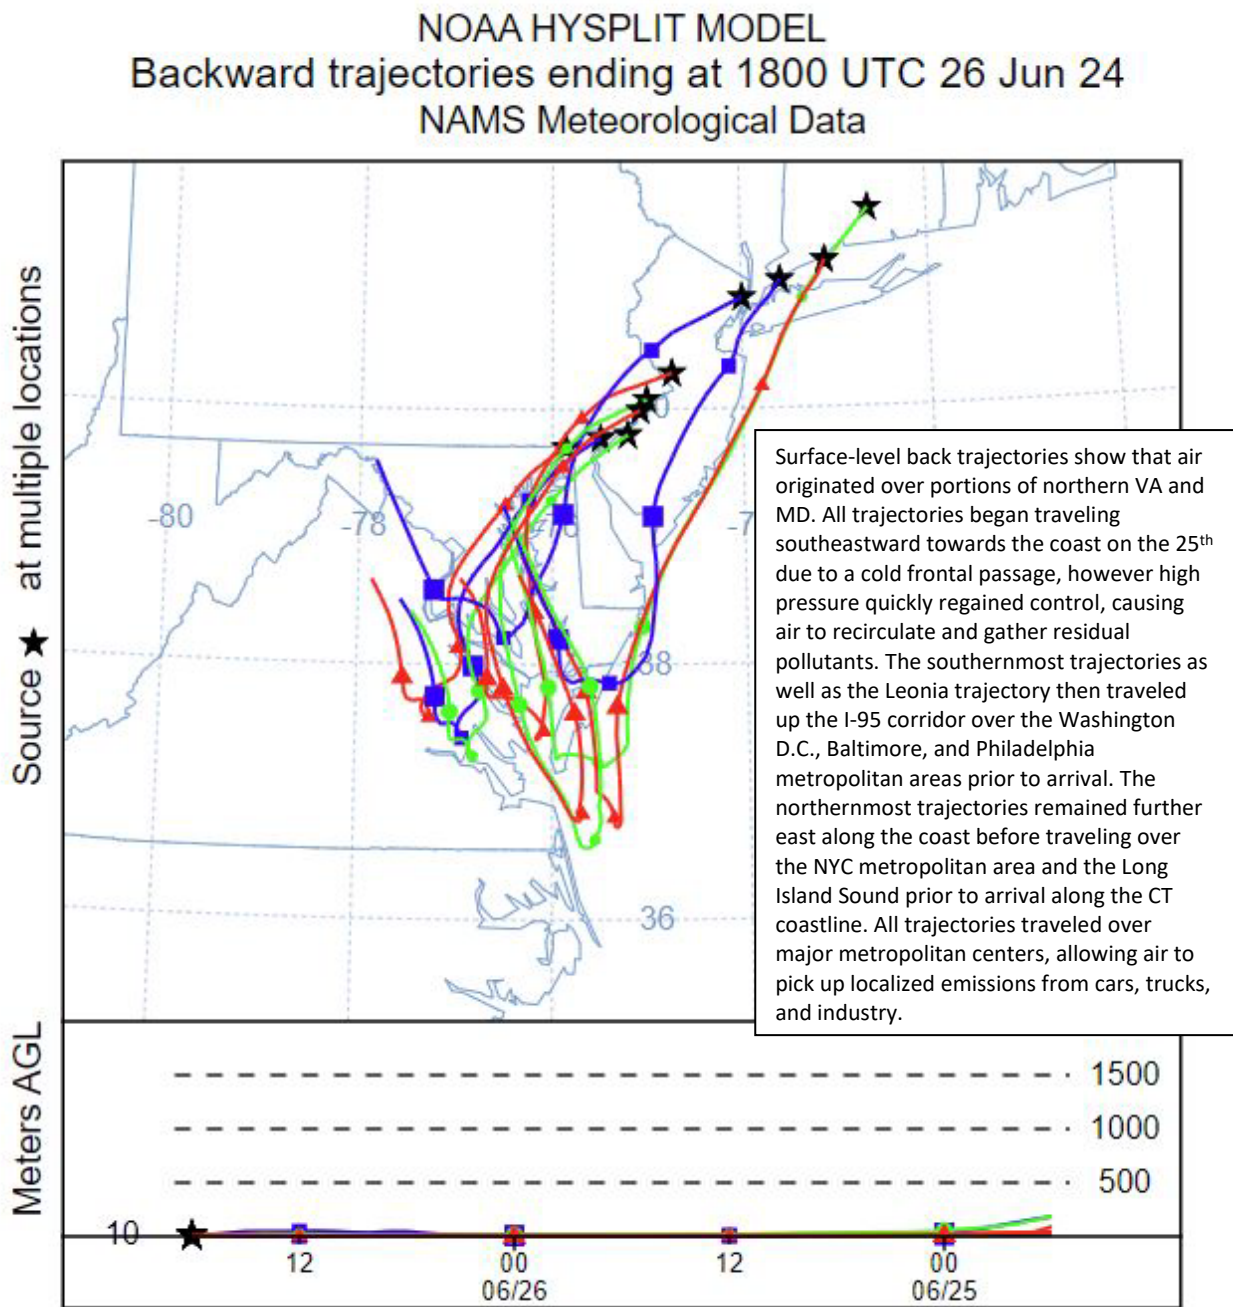 NOAA HYSPLIT MODEL
Backward trajectories ending at 1800 UTC 26 Jun 24
NAMS Meteorological Data
Source ★ at multiple locations
-80
-78
-76
-7
0
38
36
Surface-level back trajectories show that air
originated over portions of northern VA and
MD. All trajectories began traveling
southeastward towards the coast on the 25th
due to a cold frontal passage, however high
pressure quickly regained control, causing
air to recirculate and gather residual
pollutants. The southernmost trajectories as
well as the Leonia trajectory then traveled
up the I-95 corridor over the Washington
D.C., Baltimore, and Philadelphia
metropolitan areas prior to arrival. The
northernmost trajectories remained further
east along the coast before traveling over
the NYC metropolitan area and the Long
Island Sound prior to arrival along the CT
coastline. All trajectories traveled over
major metropolitan centers, allowing air to
pick up localized emissions from cars, trucks,
and industry.
Meters AGL
1500
1000
500
10
12 00 12 00
06/26 06/25